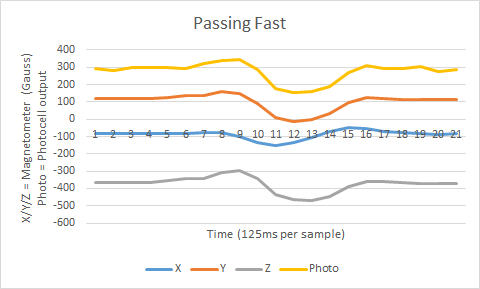 Passing Fast
X/Y/Z = Magnetometer (Gauss)
Photo = Photocell output
400
300
200
100
0
-100
-200
-300
-400
-500
-600
1 2 3 4 5 6 7 8 9 10 11 12 13 14 15 16 17 18 19 20 21
Time (125ms per sample)
X Y Z Photo